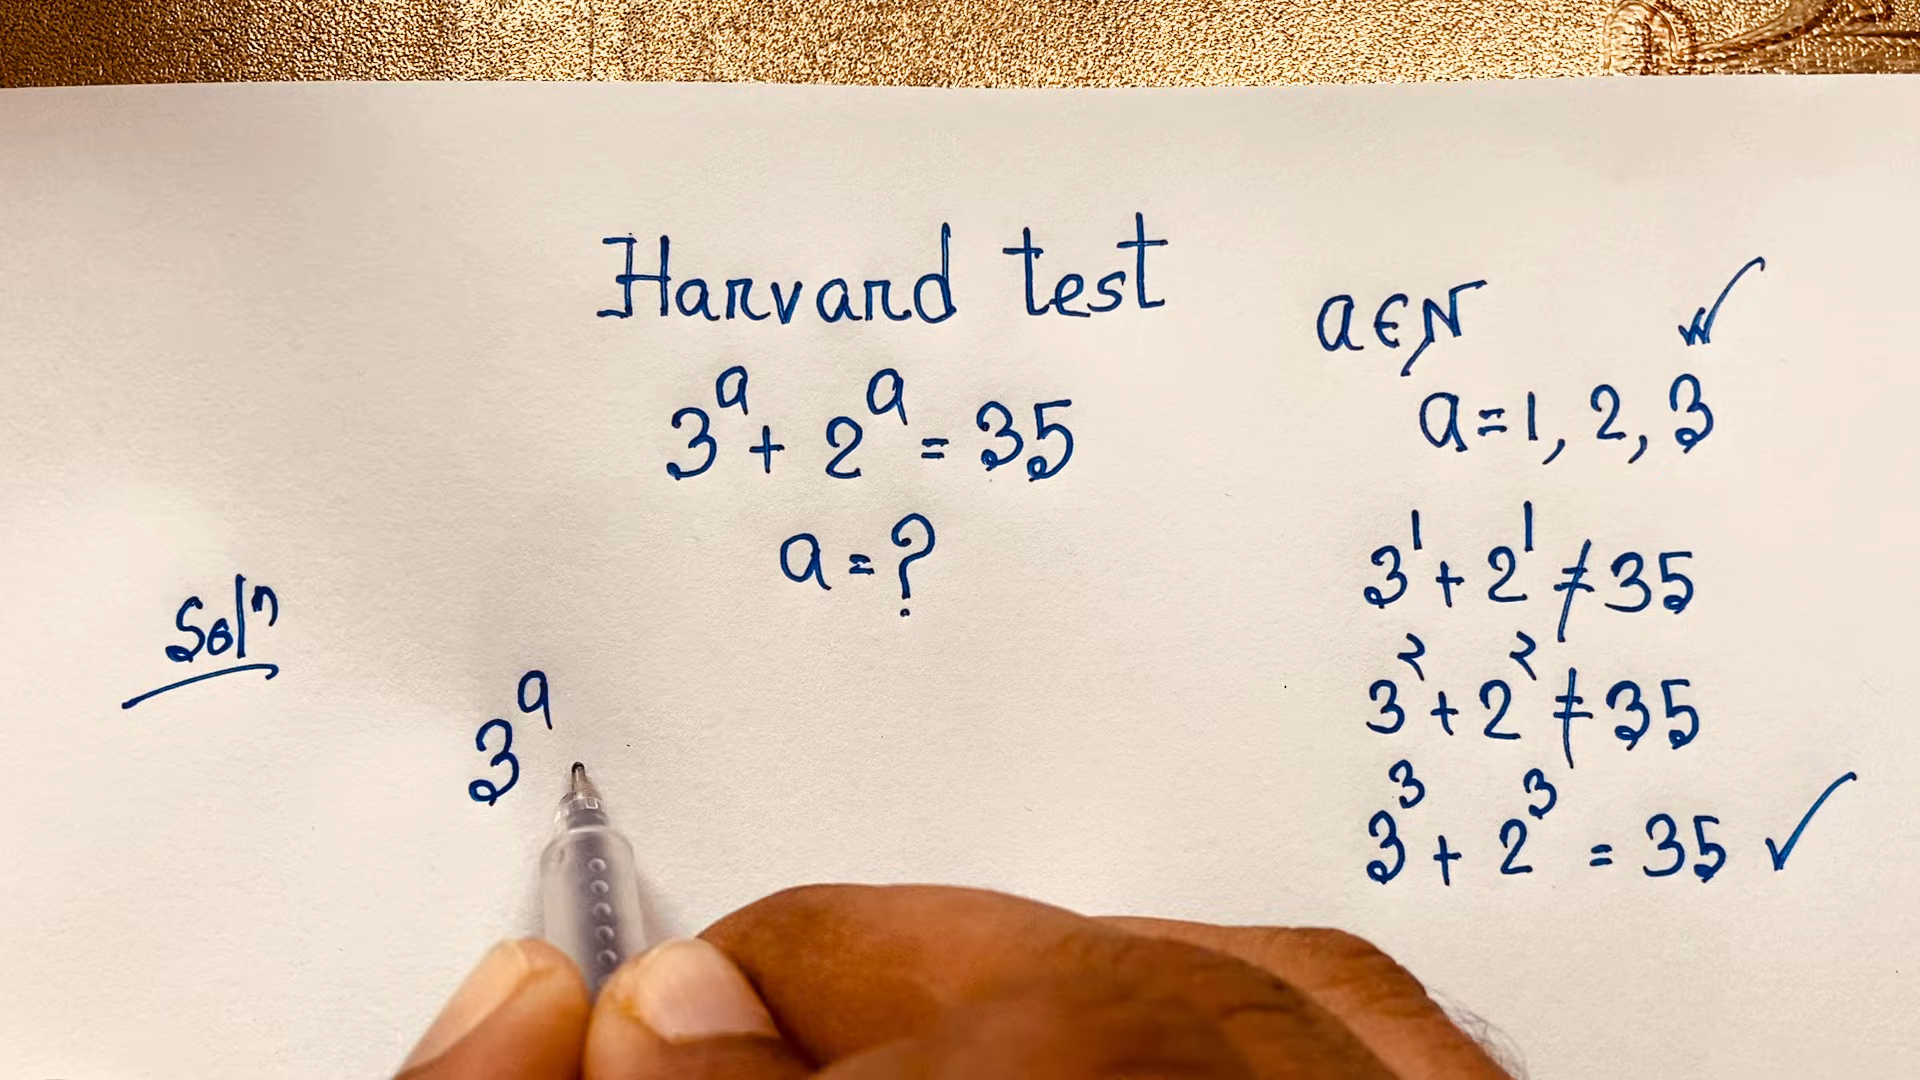 Harvard test
3^a + 2^a = 35
a = ?
Solⁿ
3^a
a ∈ N ✓
a = 1, 2, 3
3^1 + 2^1 ≠ 35
3^2 + 2^2 ≠ 35
3^3 + 2^3 = 35 ✓